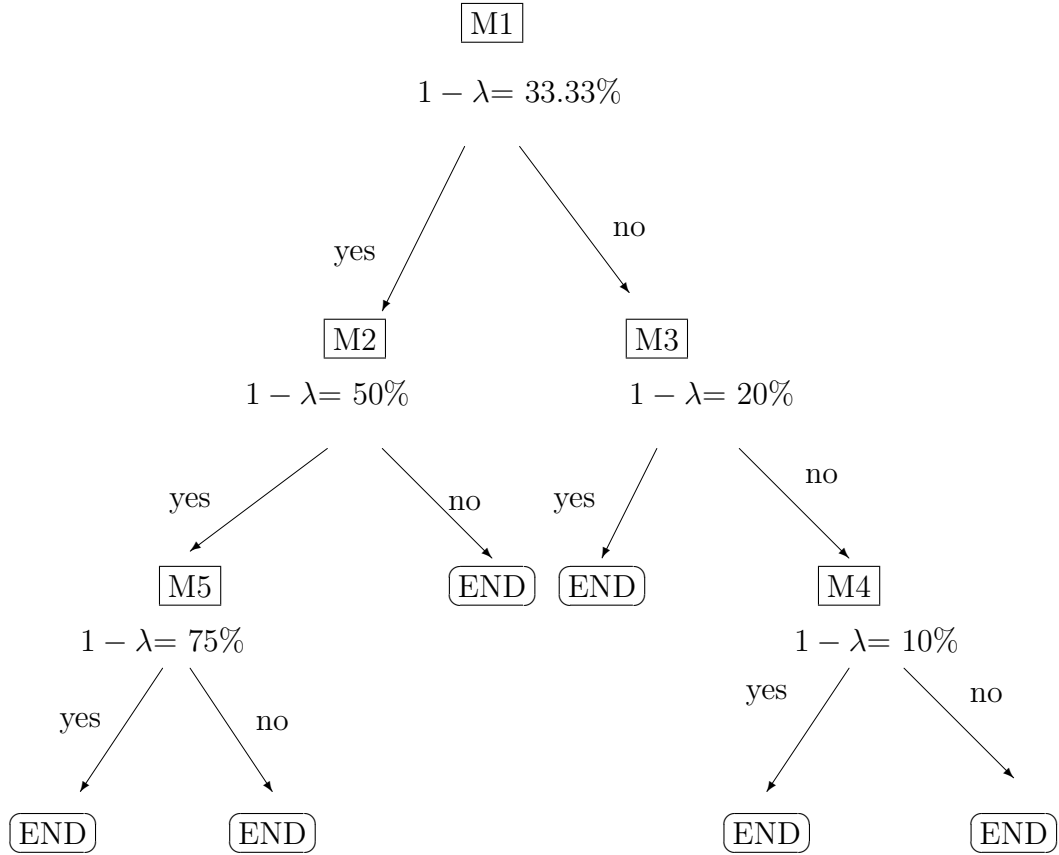 M1
1 − λ= 33.33%
yes
no
M2
M3
1 − λ= 50%
1 − λ= 20%
yes
no
yes
no
M5
END
END
M4
1 − λ= 75%
1 − λ= 10%
yes
no
yes
no
END
END
END
END